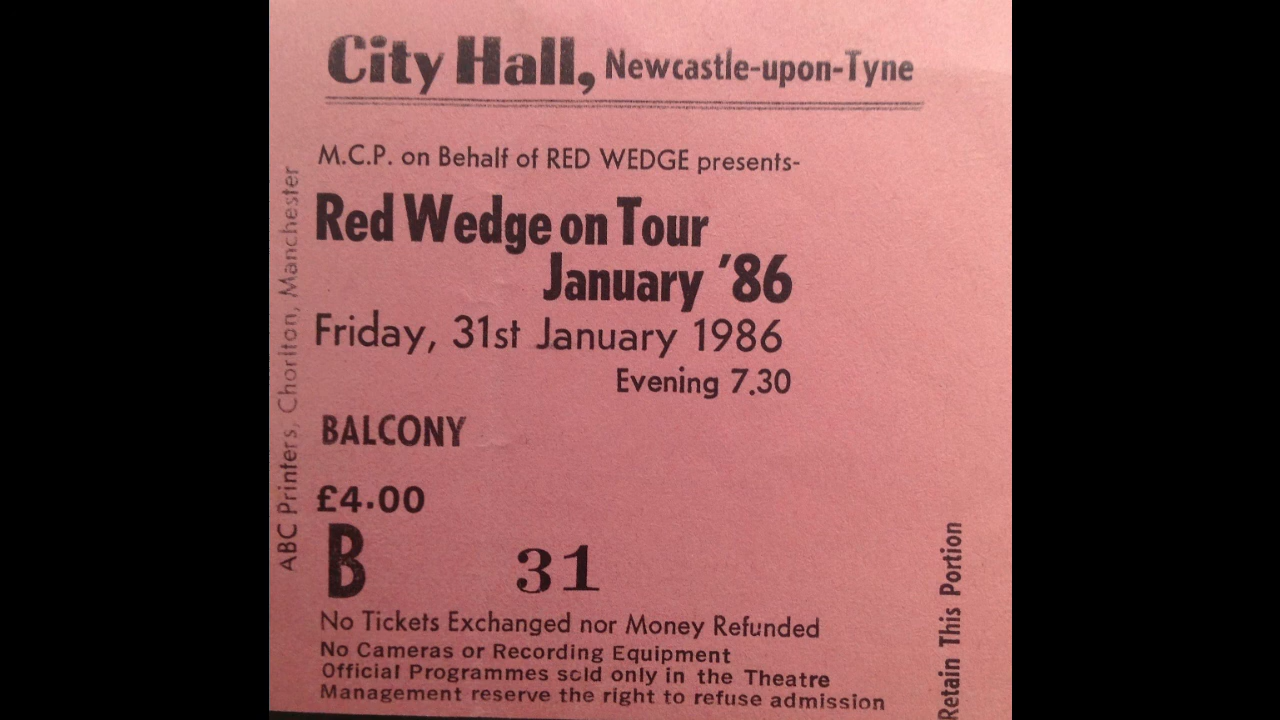 City Hall, Newcastle-upon-Tyne
M.C.P. on Behalf of RED WEDGE presents-
Red Wedge on Tour
January '86
Friday, 31st January 1986
Evening 7.30
BALCONY
£4.00
B 31
No Tickets Exchanged nor Money Refunded
No Cameras or Recording Equipment
Official Programmes sold only in the Theatre
Management reserve the right to refuse admission
ABC Printers, Chorlton, Manchester
Retain This Portion